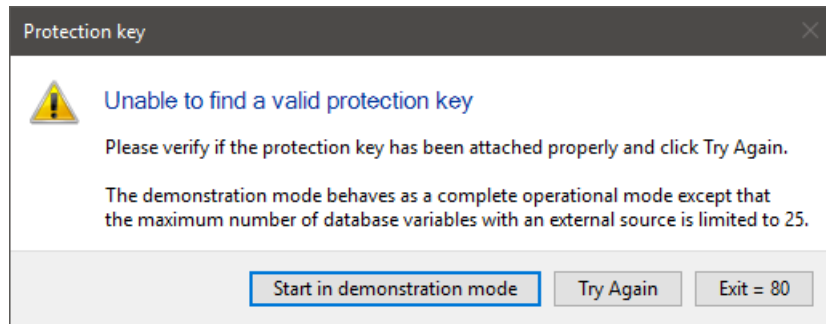 Protection key
Unable to find a valid protection key
Please verify if the protection key has been attached properly and click Try Again.
The demonstration mode behaves as a complete operational mode except that
the maximum number of database variables with an external source is limited to 25.
Start in demonstration mode Try Again Exit = 80